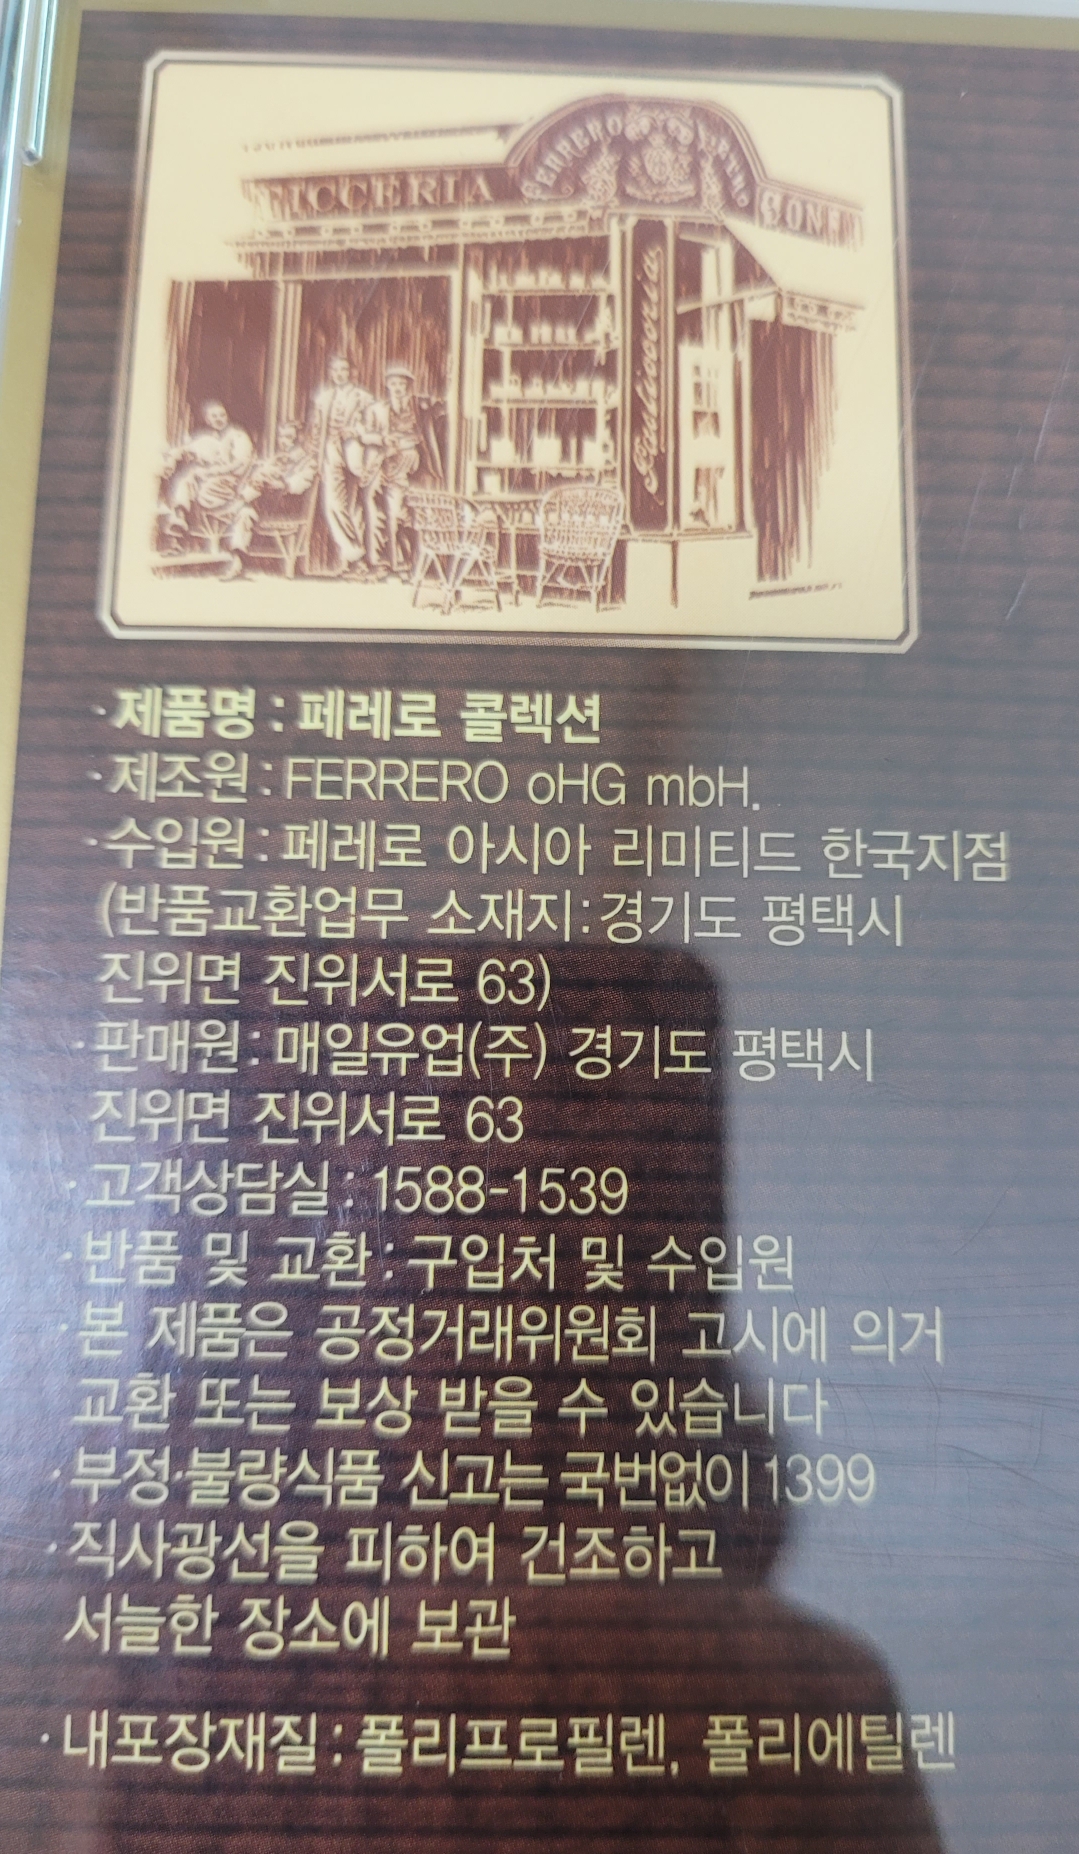 FERRERO
TICCERIA
CONF
· 제품명 : 페레로 콜렉션
· 제조원 : FERRERO oHG mbH.
· 수입원 : 페레로 아시아 리미티드 한국지점
(반품교환업무 소재지 : 경기도 평택시
진위면 진위서로 63)
· 판매원 : 매일유업(주) 경기도 평택시
진위면 진위서로 63
· 고객상담실 : 1588-1539
· 반품 및 교환 : 구입처 및 수입원
· 본 제품은 공정거래위원회 고시에 의거
교환 또는 보상 받을 수 있습니다
· 부정·불량식품 신고는 국번없이 1399
· 직사광선을 피하여 건조하고
서늘한 장소에 보관
· 내포장재질 : 폴리프로필렌, 폴리에틸렌